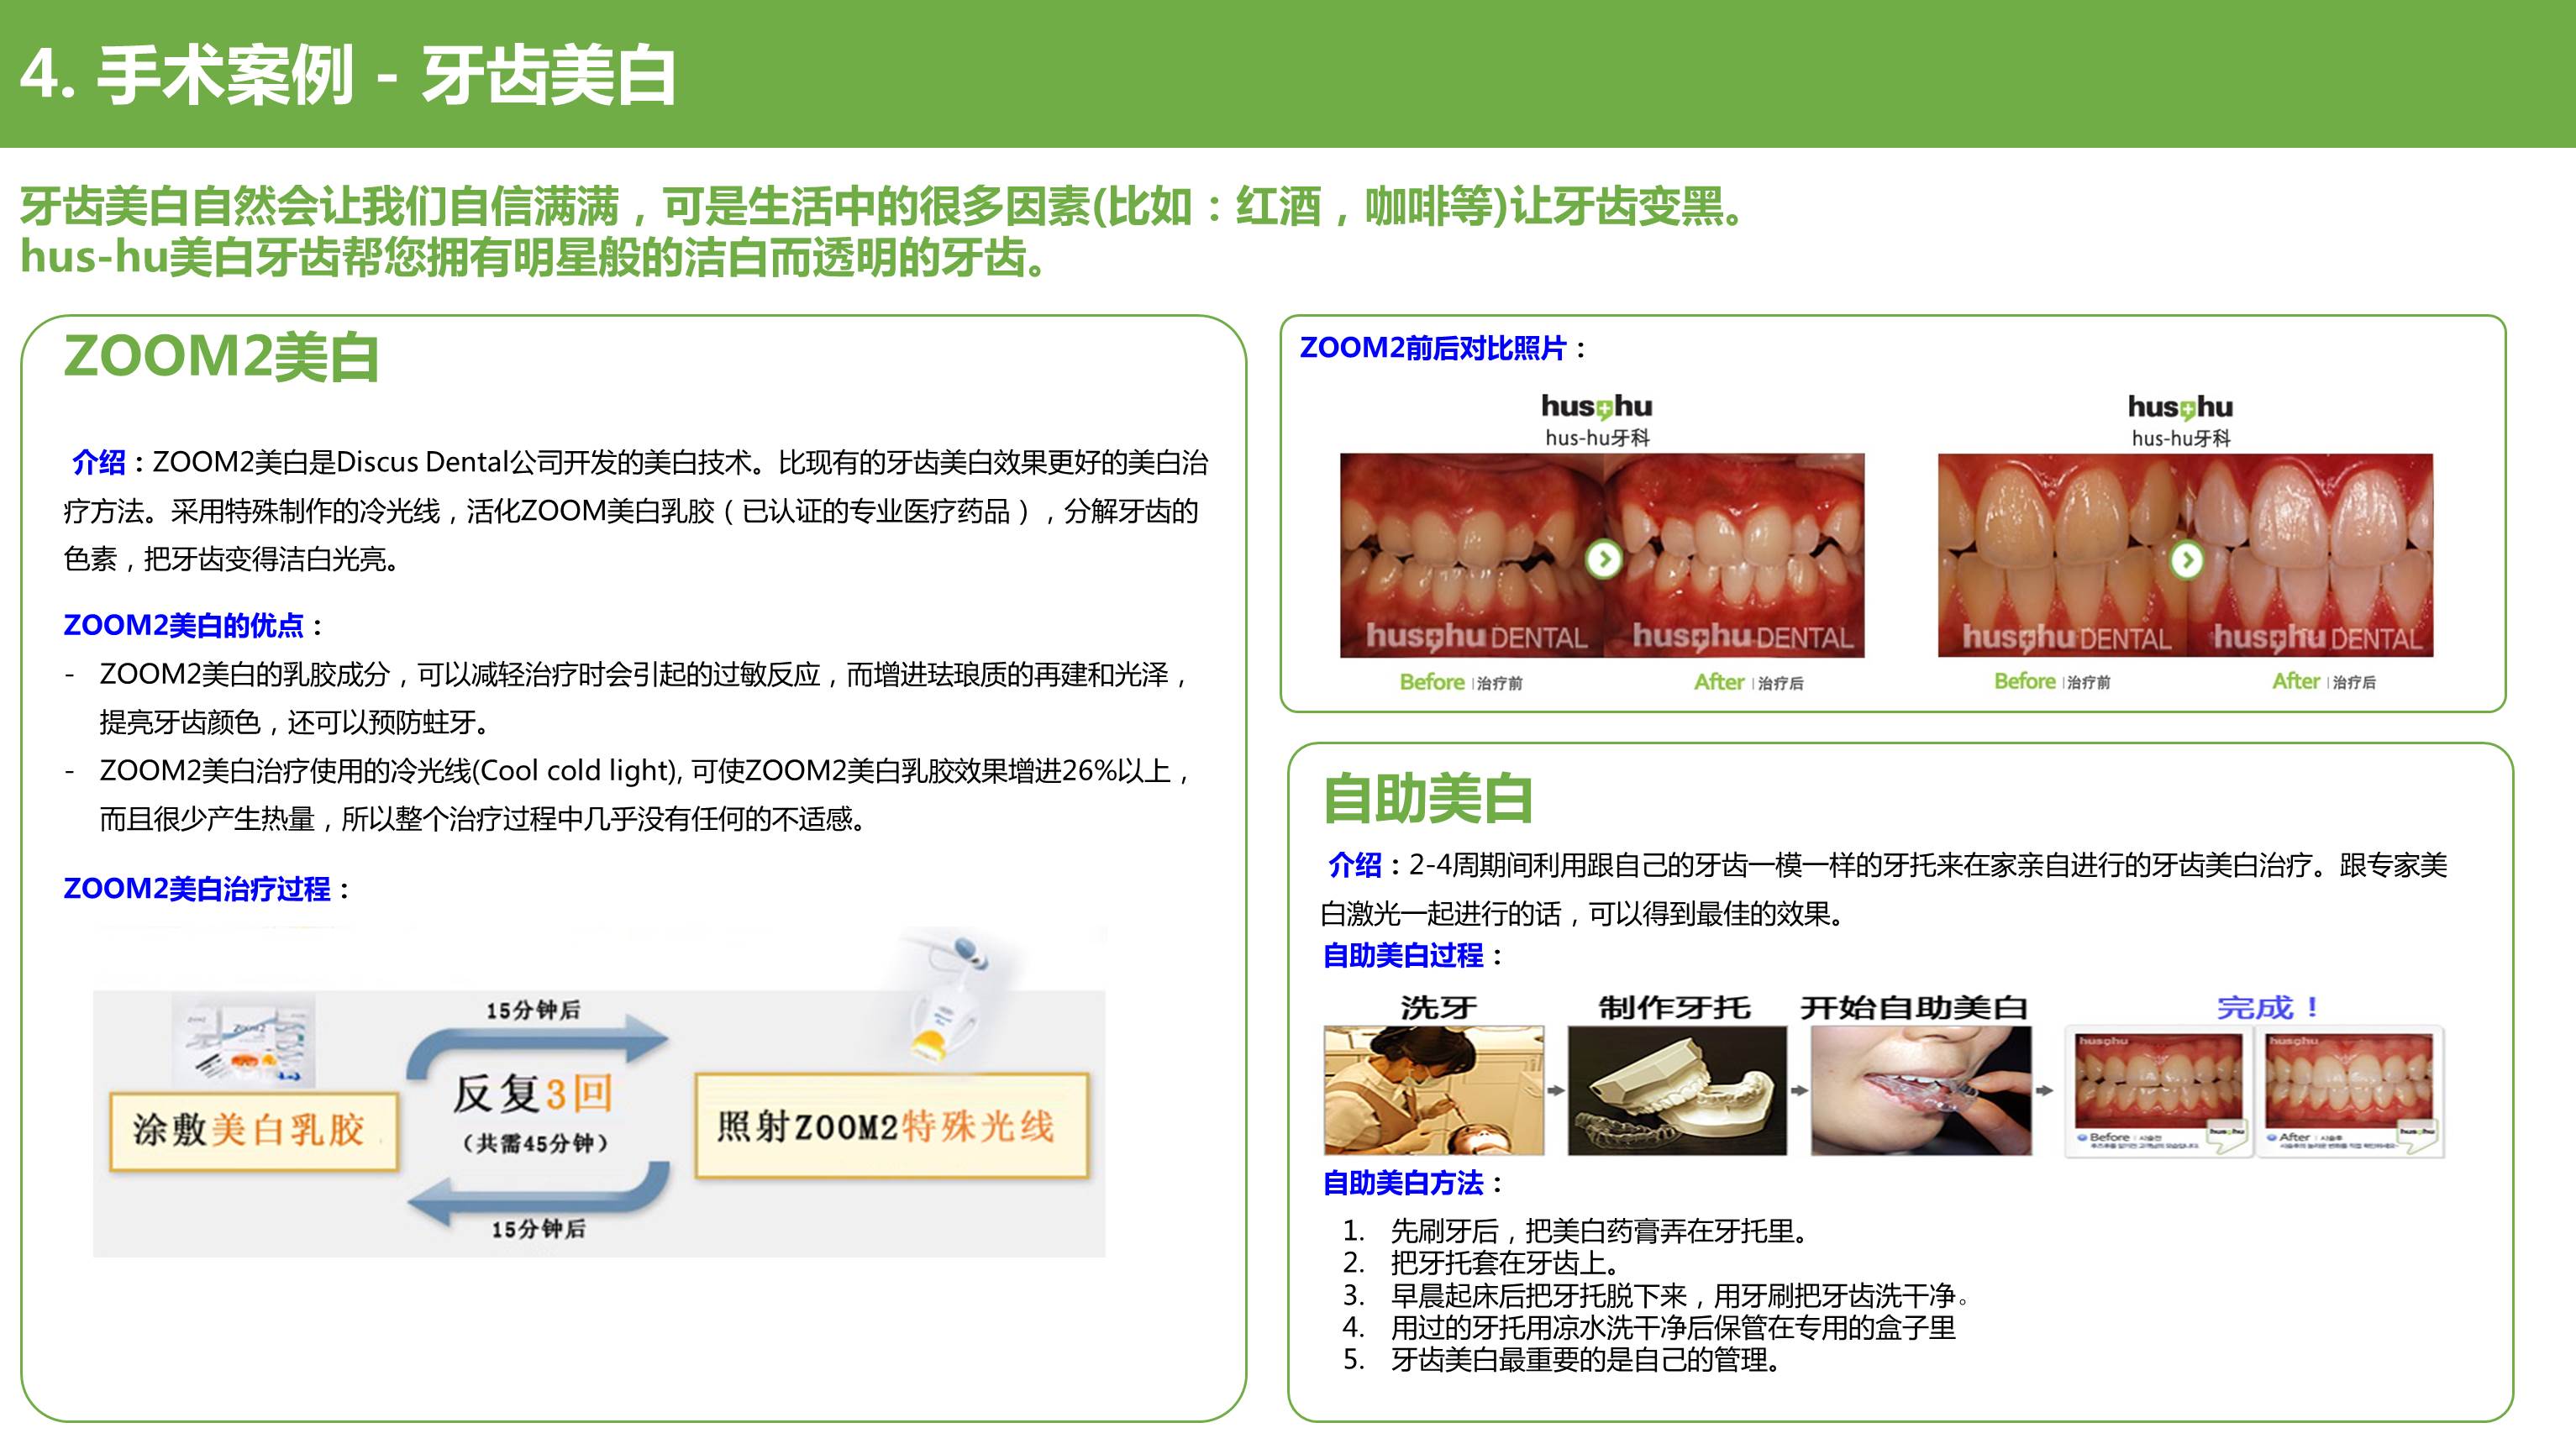 4. 手术案例 - 牙齿美白
牙齿美白自然会让我们自信满满，可是生活中的很多因素(比如：红酒，咖啡等)让牙齿变黑。
hus-hu美白牙齿帮您拥有明星般的洁白而透明的牙齿。
ZOOM2美白
介绍：ZOOM2美白是Discus Dental公司开发的美白技术。比现有的牙齿美白效果更好的美白治
疗方法。采用特殊制作的冷光线，活化ZOOM美白乳胶（已认证的专业医疗药品），分解牙齿的
色素，把牙齿变得洁白光亮。
ZOOM2美白的优点：
- ZOOM2美白的乳胶成分，可以减轻治疗时会引起的过敏反应，而增进珐琅质的再建和光泽，
提亮牙齿颜色，还可以预防蛀牙。
- ZOOM2美白治疗使用的冷光线(Cool cold light), 可使ZOOM2美白乳胶效果增进26%以上，
而且很少产生热量，所以整个治疗过程中几乎没有任何的不适感。
ZOOM2美白治疗过程：
15分钟后
反复3回
（共需45分钟）
涂敷美白乳胶
照射ZOOM2特殊光线
15分钟后
ZOOM2前后对比照片：
hushu
hus-hu牙科
hushu DENTAL hushu DENTAL
Before | 治疗前 After | 治疗后
hushu
hus-hu牙科
hushu DENTAL hushu DENTAL
Before | 治疗前 After | 治疗后
自助美白
介绍：2-4周期间利用跟自己的牙齿一模一样的牙托来在家亲自进行的牙齿美白治疗。跟专家美
白激光一起进行的话，可以得到最佳的效果。
自助美白过程：
洗牙 制作牙托 开始自助美白 完成！
hushu hushu
Before | 시술전 After | 시술후
自助美白方法：
1. 先刷牙后，把美白药膏弄在牙托里。
2. 把牙托套在牙齿上。
3. 早晨起床后把牙托脱下来，用牙刷把牙齿洗干净。
4. 用过的牙托用凉水洗干净后保管在专用的盒子里
5. 牙齿美白最重要的是自己的管理。